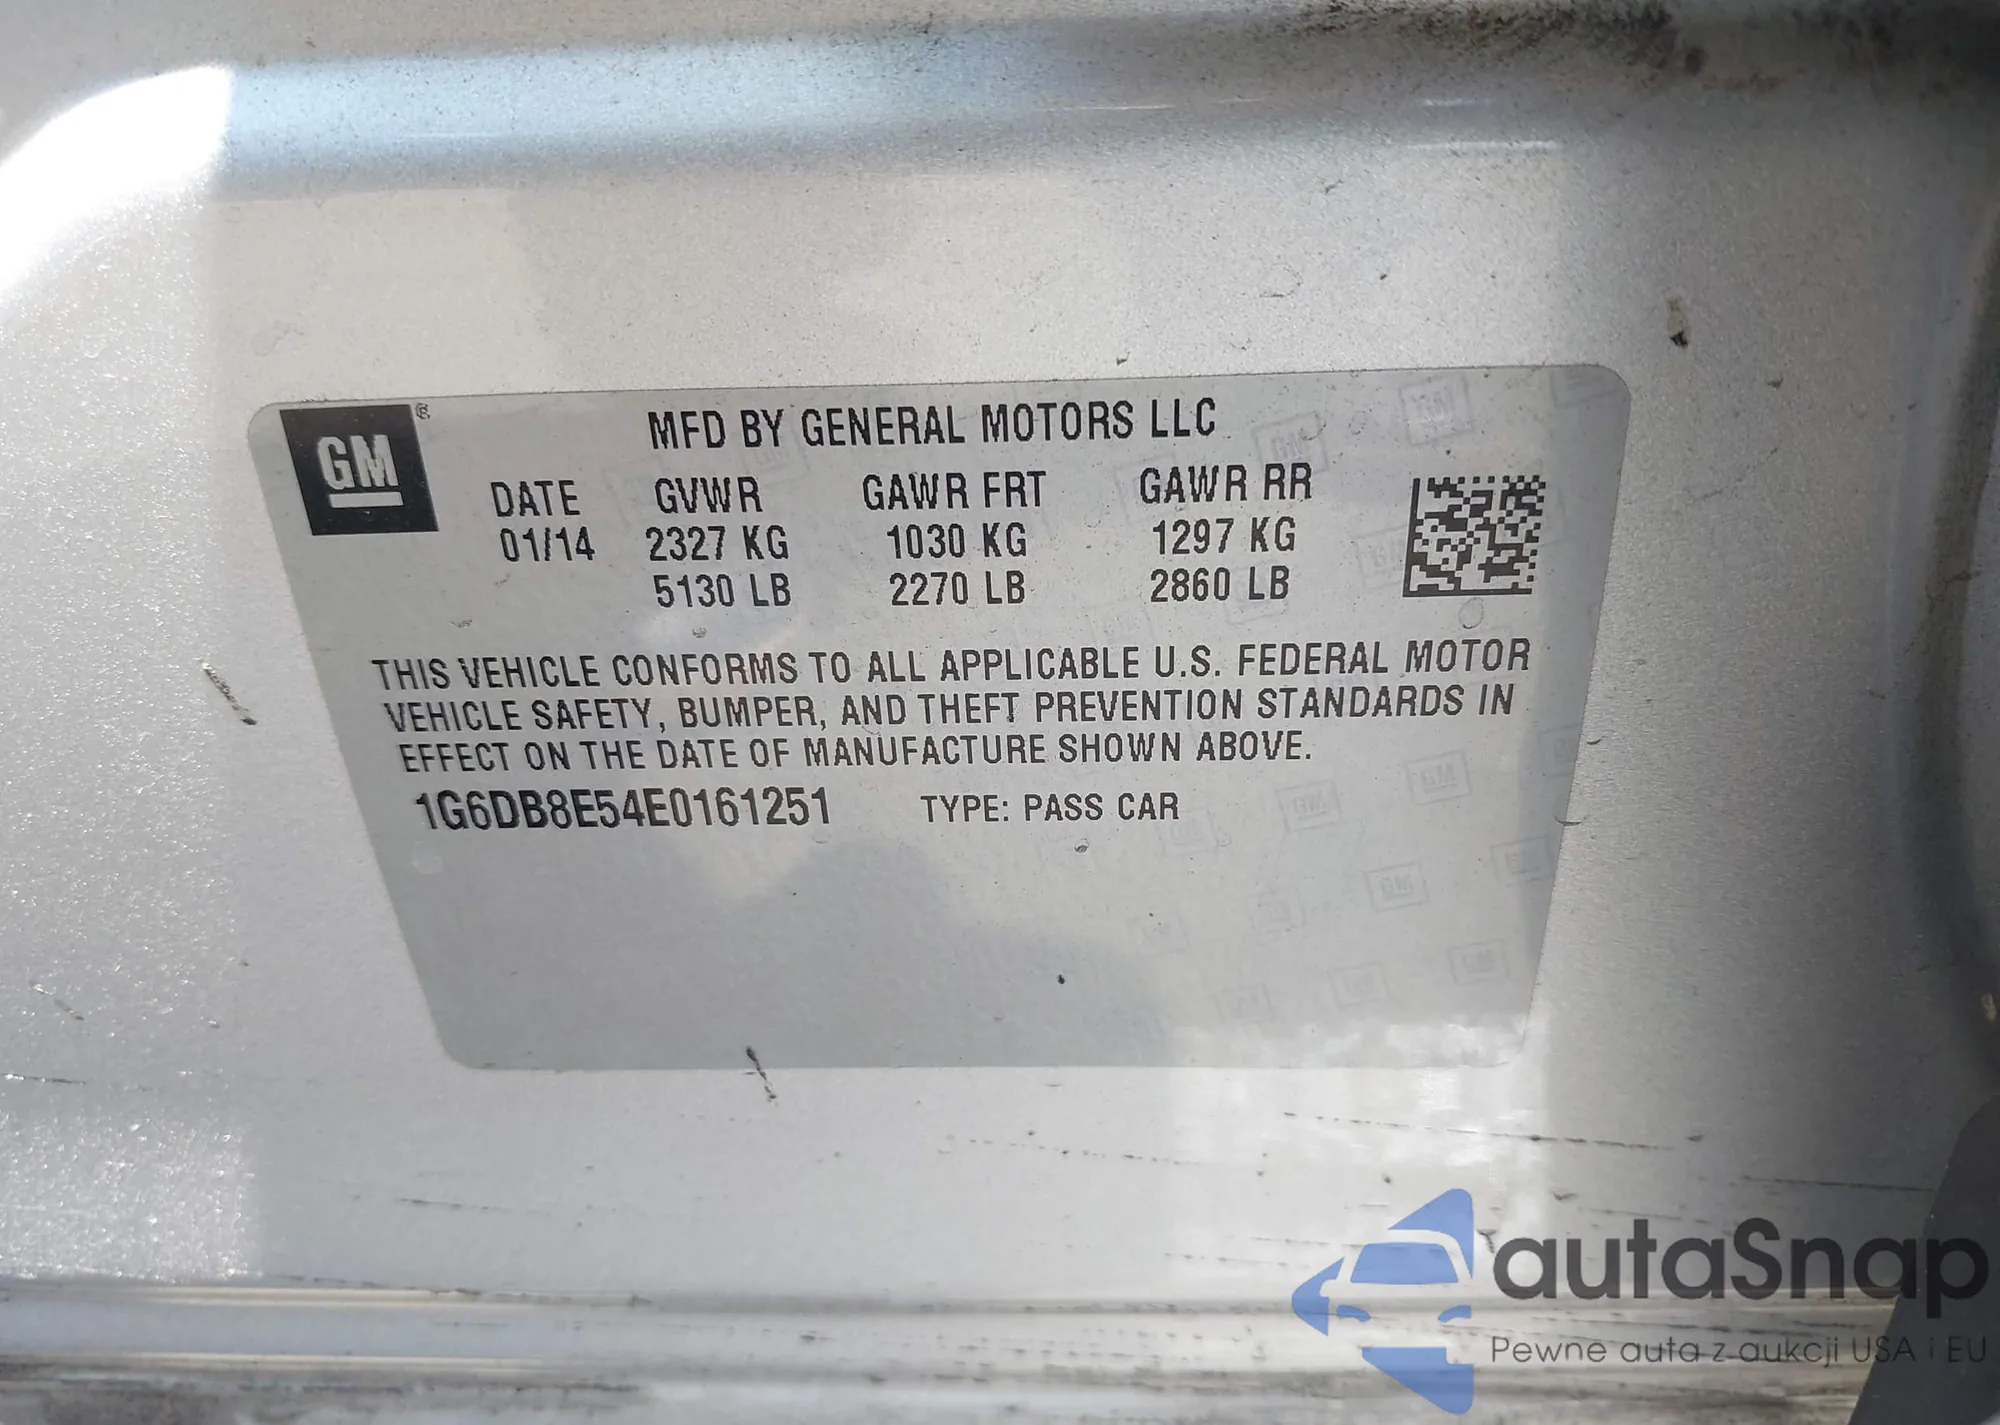 GM®
MFD BY GENERAL MOTORS LLC
DATE GVWR GAWR FRT GAWR RR
01/14 2327 KG 1030 KG 1297 KG
5130 LB 2270 LB 2860 LB
THIS VEHICLE CONFORMS TO ALL APPLICABLE U.S. FEDERAL MOTOR
VEHICLE SAFETY, BUMPER, AND THEFT PREVENTION STANDARDS IN
EFFECT ON THE DATE OF MANUFACTURE SHOWN ABOVE.
1G6DB8E54E0161251 TYPE: PASS CAR
autaSnap
Pewne auta z aukcji USA i EU